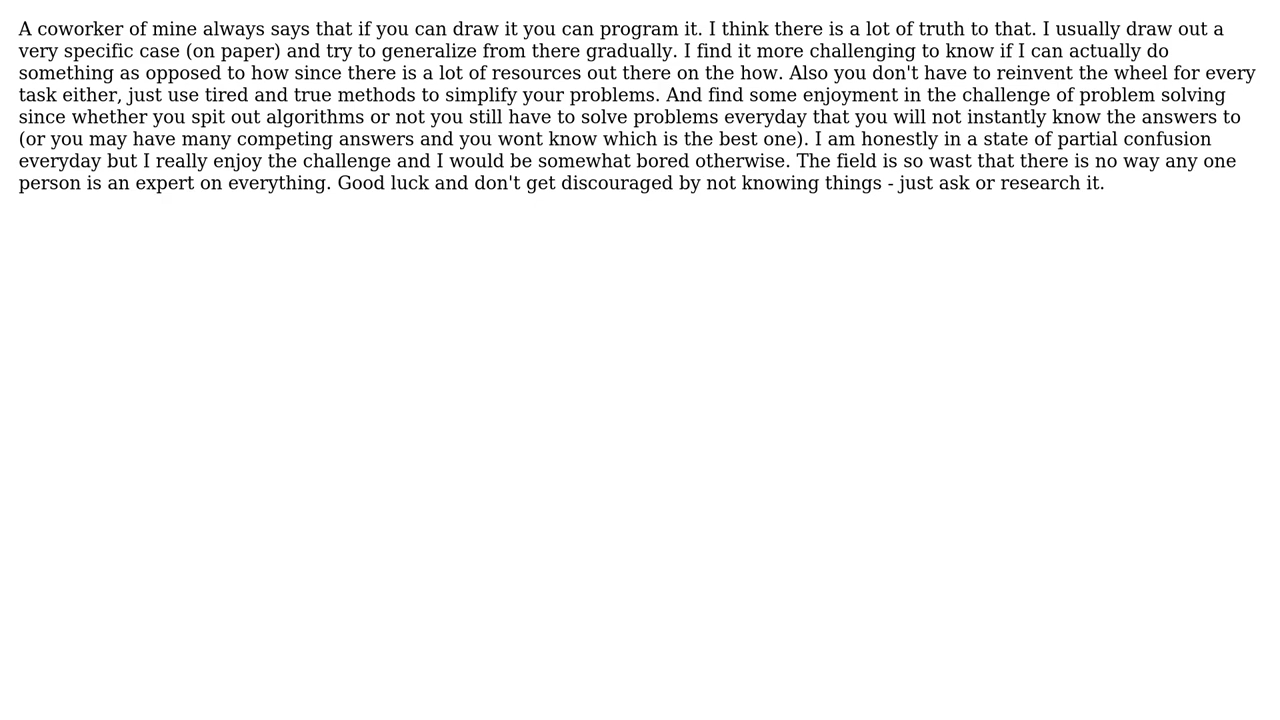 A coworker of mine always says that if you can draw it you can program it. I think there is a lot of truth to that. I usually draw out a
very specific case (on paper) and try to generalize from there gradually. I find it more challenging to know if I can actually do
something as opposed to how since there is a lot of resources out there on the how. Also you don't have to reinvent the wheel for every
task either, just use tired and true methods to simplify your problems. And find some enjoyment in the challenge of problem solving
since whether you spit out algorithms or not you still have to solve problems everyday that you will not instantly know the answers to
(or you may have many competing answers and you wont know which is the best one). I am honestly in a state of partial confusion
everyday but I really enjoy the challenge and I would be somewhat bored otherwise. The field is so wast that there is no way any one
person is an expert on everything. Good luck and don't get discouraged by not knowing things - just ask or research it.